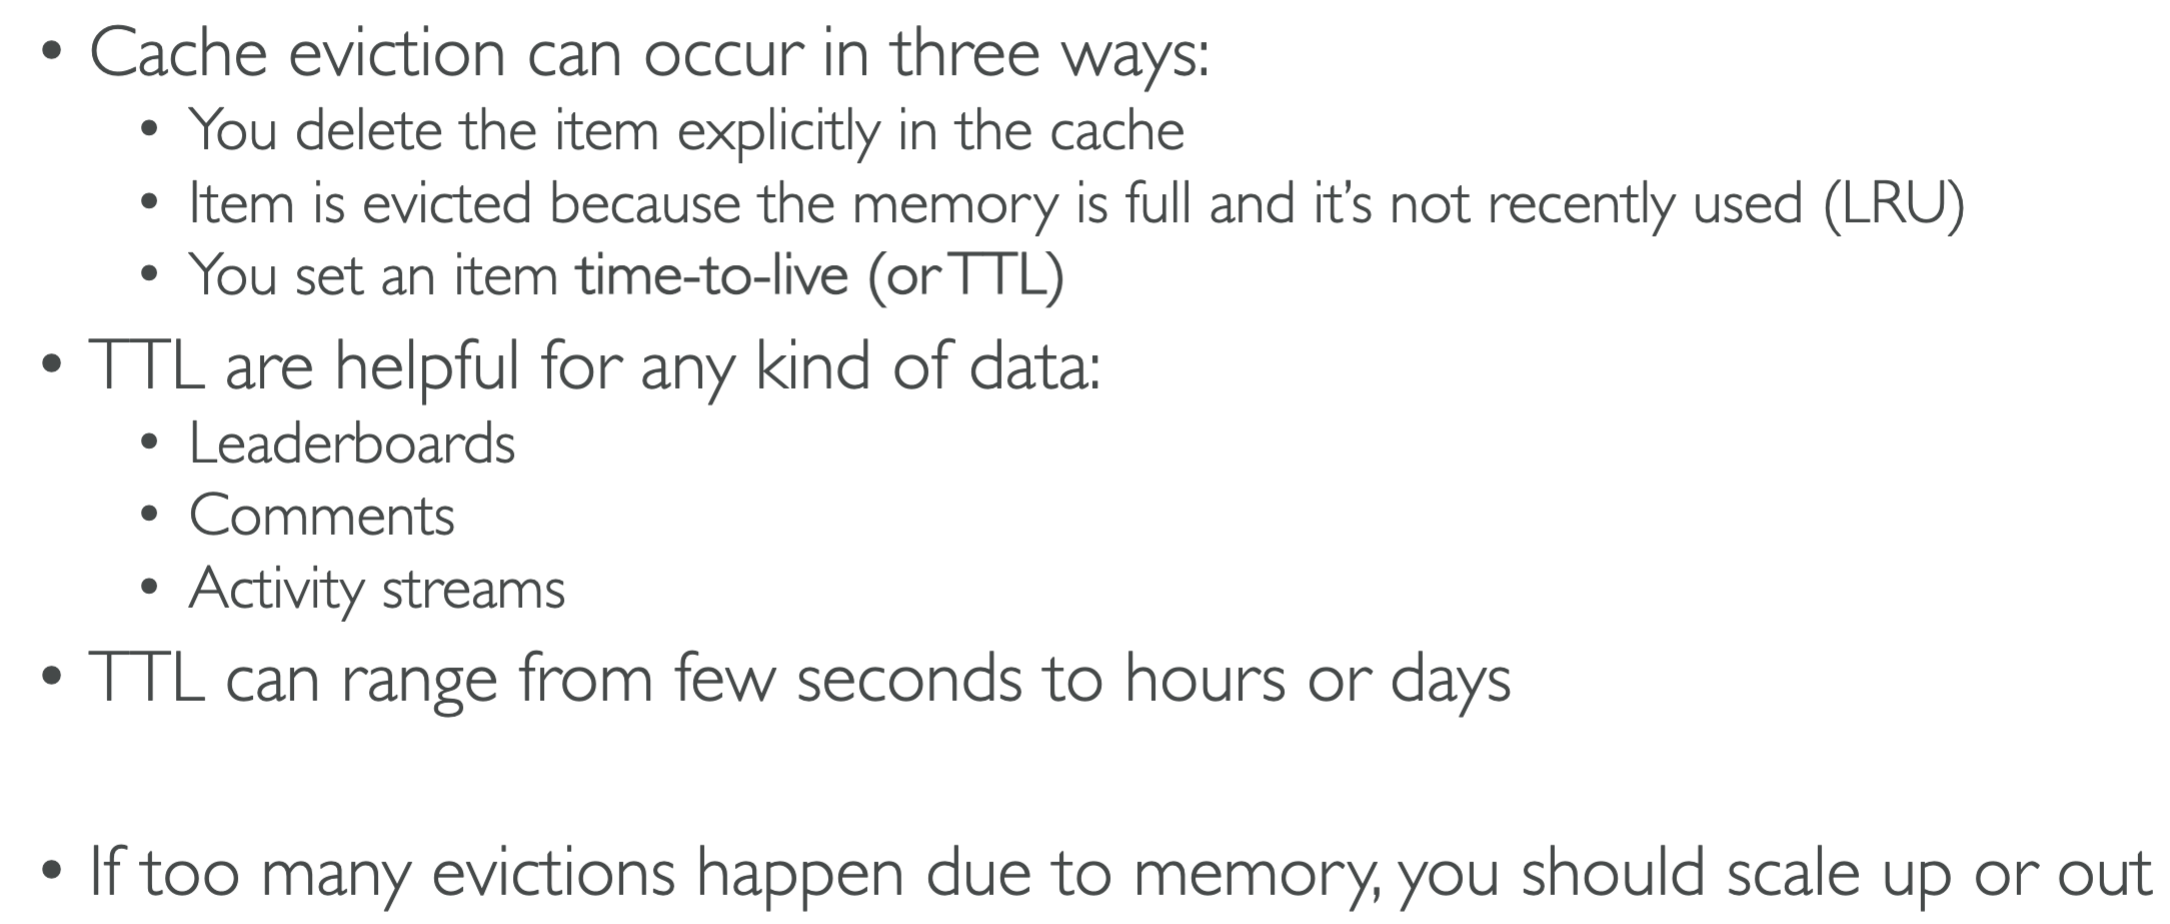 • Cache eviction can occur in three ways:
• You delete the item explicitly in the cache
• Item is evicted because the memory is full and it's not recently used (LRU)
• You set an item time-to-live (or TTL)
• TTL are helpful for any kind of data:
• Leaderboards
• Comments
• Activity streams
• TTL can range from few seconds to hours or days
• If too many evictions happen due to memory, you should scale up or out